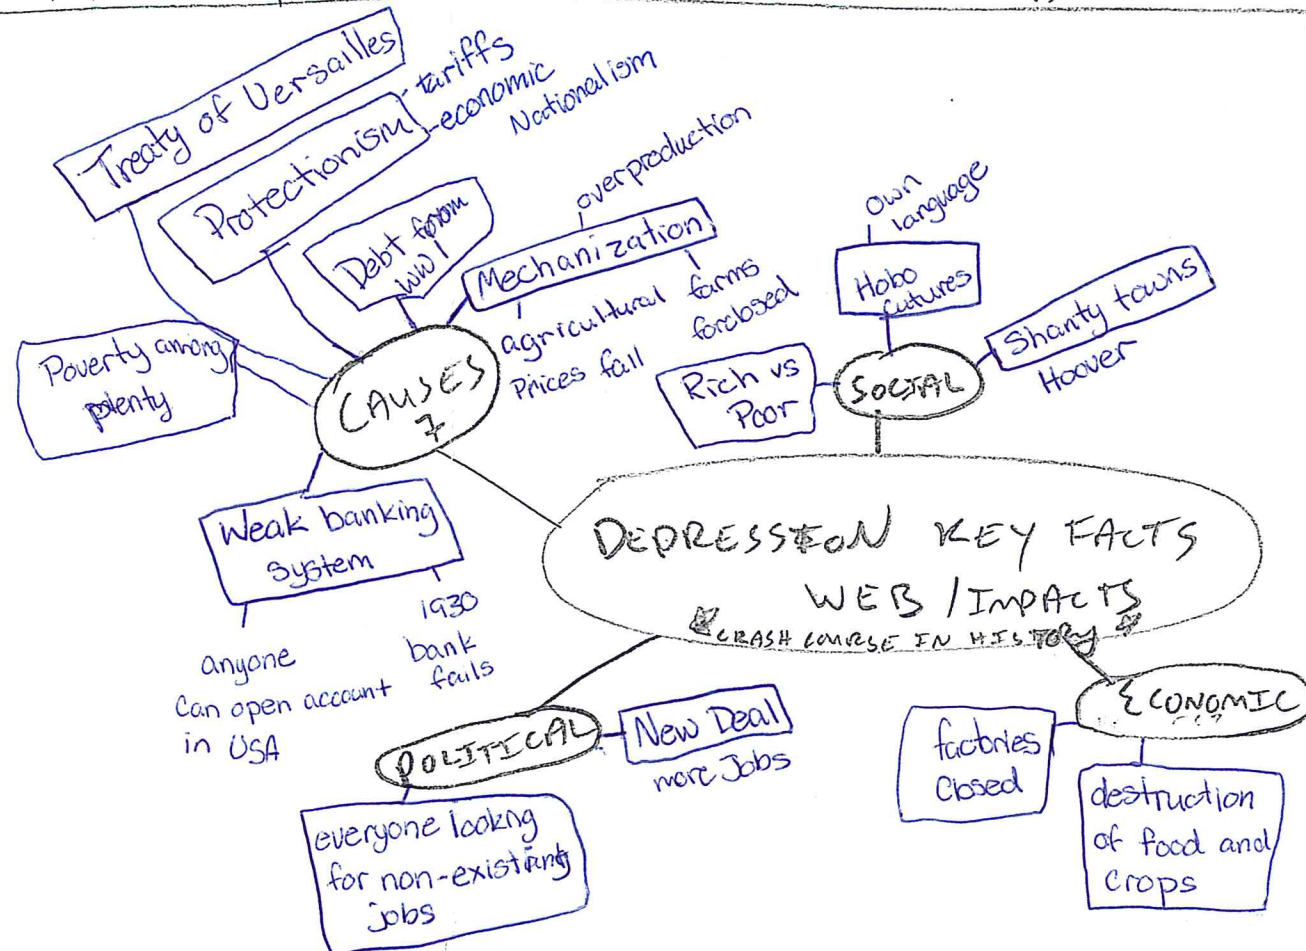 Treaty of Versailles
Protectionism
- tariffs
- economic
Nationalism
Debt from
WW1
Mechanization
overproduction
agricultural
Prices fall
farms
forclosed
Poverty among
plenty
CAUSES
7
Weak banking
system
anyone
can open account
in USA
1930
bank
fails
own
language
Hobo
cutures
Shanty towns
Hoover
Rich vs
Poor
SOCIAL
DEPRESSION KEY FACTS
WEB / IMPACTS
CRASH COURSE IN HISTORY
POLITICAL
New Deal
more Jobs
everyone lookng
for non-existing
jobs
ECONOMIC
factories
Closed
destruction
of food and
crops